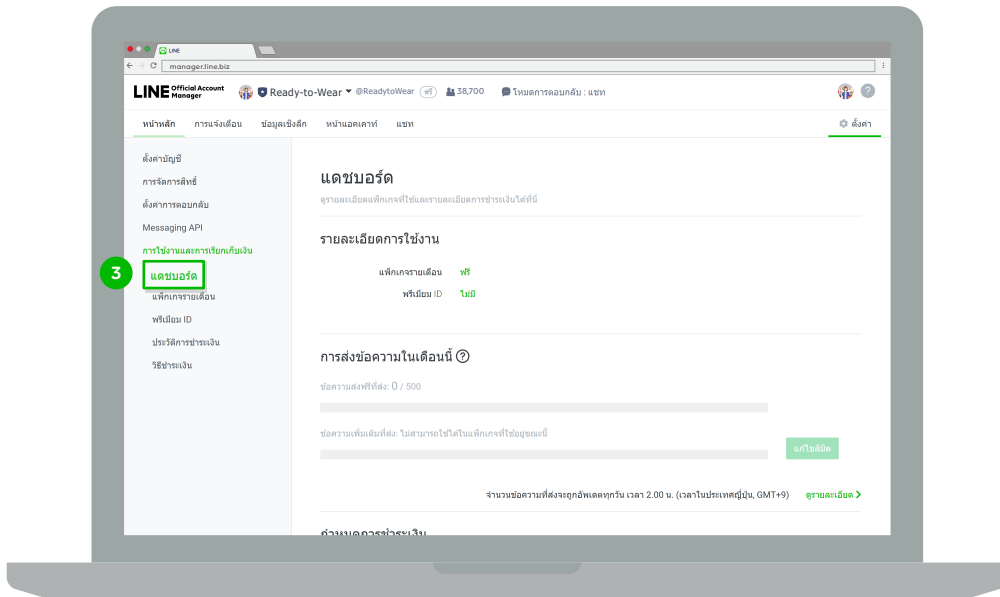 LINE
manager.line.biz
LINE Official Account Manager
Ready-to-Wear @ReadytoWear ฟรี 38,700 โหมดการตอบกลับ : แชท
หน้าหลัก การแจ้งเตือน ข้อมูลเชิงลึก หน้าแอคเคาท์ แชท ตั้งค่า
ตั้งค่าบัญชี
การจัดการสิทธิ์
ตั้งค่าการตอบกลับ
Messaging API
การใช้งานและการเรียกเก็บเงิน
3
แดชบอร์ด
แพ็กเกจรายเดือน
พรีเมียม ID
ประวัติการชำระเงิน
วิธีชำระเงิน
แดชบอร์ด
ดูรายละเอียดแพ็กเกจที่ใช้และรายละเอียดการชำระเงินได้ที่นี่
รายละเอียดการใช้งาน
แพ็กเกจรายเดือน ฟรี
พรีเมียม ID ไม่มี
การส่งข้อความในเดือนนี้ ?
ข้อความส่งฟรีที่ส่ง: 0 / 500
ข้อความเพิ่มเติมที่ส่ง: ไม่สามารถใช้ได้ในแพ็กเกจที่ใช้อยู่ขณะนี้
แก้ไขลิมิต
จำนวนข้อความที่ส่งจะถูกอัพเดตทุกวัน เวลา 2.00 น. (เวลาในประเทศญี่ปุ่น, GMT+9) ดูรายละเอียด
กำหนดการชำระเงิน